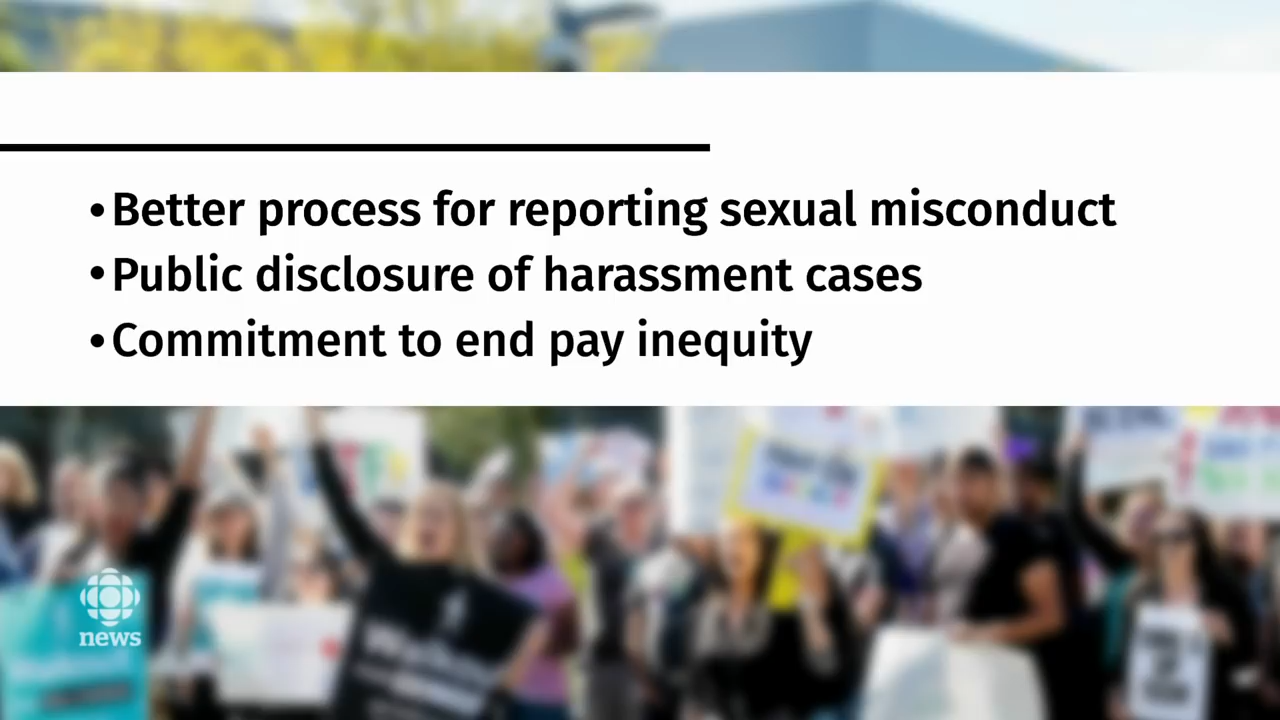 • Better process for reporting sexual misconduct
• Public disclosure of harassment cases
• Commitment to end pay inequity
news